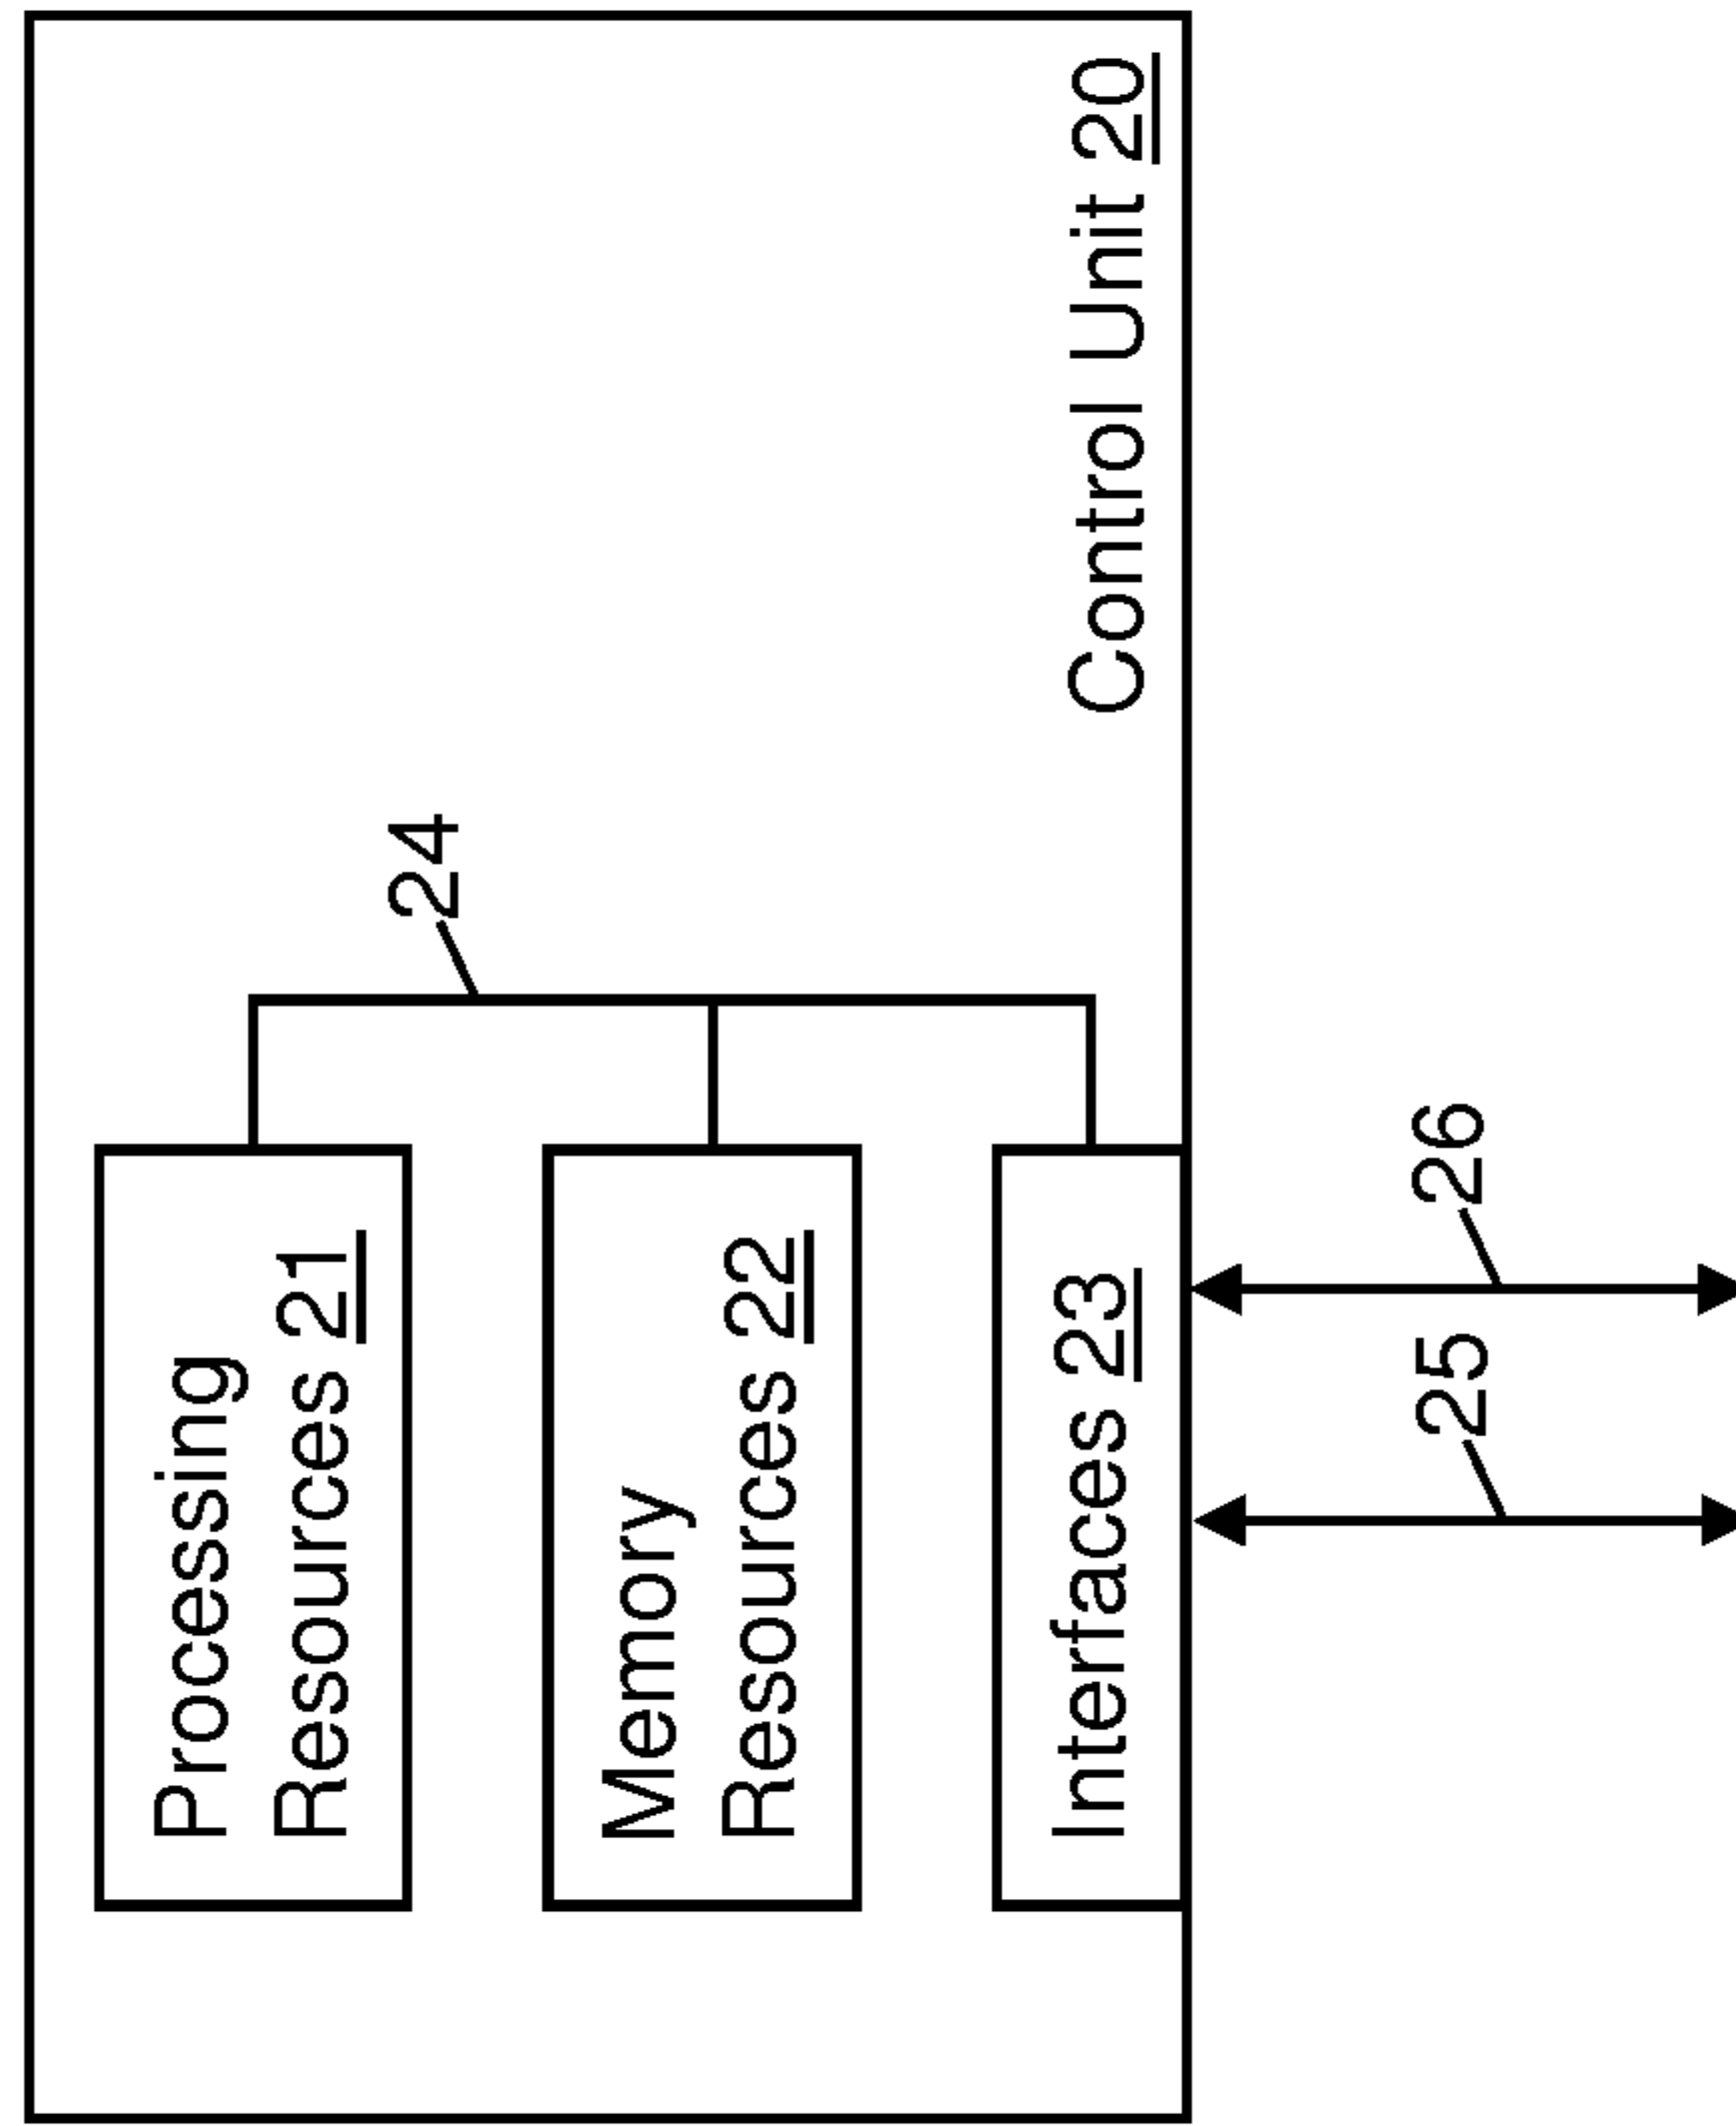 Processing
Resources 21
24
Memory
Resources 22
Interfaces 23
Control Unit 20
25
26